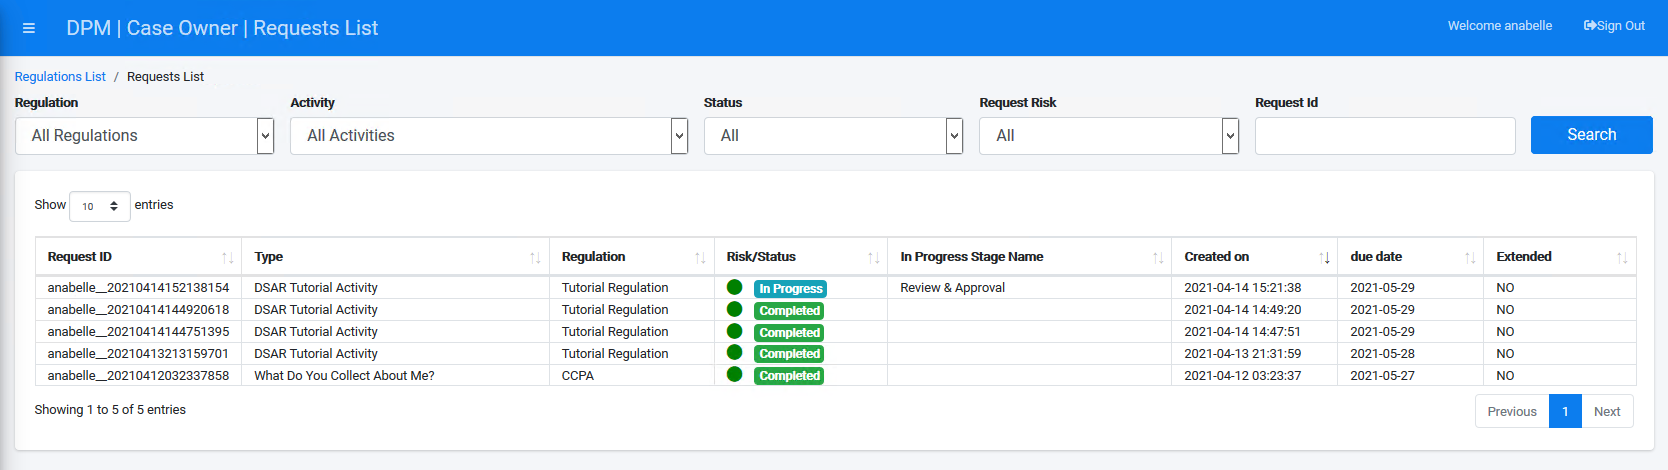 DPM | Case Owner | Requests List
Welcome anabelle
Sign Out
Regulations List / Requests List
Regulation Activity Status Request Risk Request Id
All Regulations All Activities All All Search
Show 10 entries
Request ID Type Regulation Risk/Status In Progress Stage Name Created on due date Extended
anabelle__20210414152138154 DSAR Tutorial Activity Tutorial Regulation In Progress Review & Approval 2021-04-14 15:21:38 2021-05-29 NO
anabelle__20210414144920618 DSAR Tutorial Activity Tutorial Regulation Completed 2021-04-14 14:49:20 2021-05-29 NO
anabelle__20210414144751395 DSAR Tutorial Activity Tutorial Regulation Completed 2021-04-14 14:47:51 2021-05-29 NO
anabelle__20210413213159701 DSAR Tutorial Activity Tutorial Regulation Completed 2021-04-13 21:31:59 2021-05-28 NO
anabelle__20210412032337858 What Do You Collect About Me? CCPA Completed 2021-04-12 03:23:37 2021-05-27 NO
Showing 1 to 5 of 5 entries
Previous 1 Next